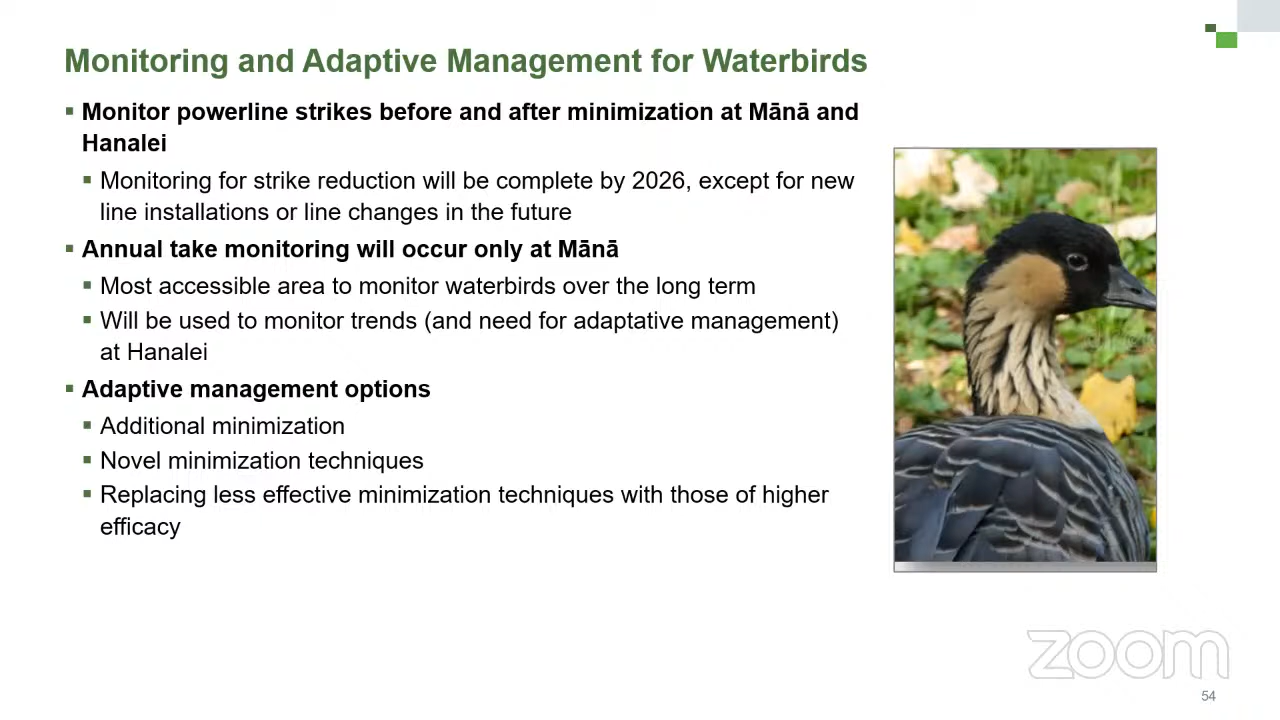 Monitoring and Adaptive Management for Waterbirds
Monitor powerline strikes before and after minimization at Mānā and
Hanalei
Monitoring for strike reduction will be complete by 2026, except for new
line installations or line changes in the future
Annual take monitoring will occur only at Mānā
Most accessible area to monitor waterbirds over the long term
Will be used to monitor trends (and need for adaptative management)
at Hanalei
Adaptive management options
Additional minimization
Novel minimization techniques
Replacing less effective minimization techniques with those of higher
efficacy
zoom
54